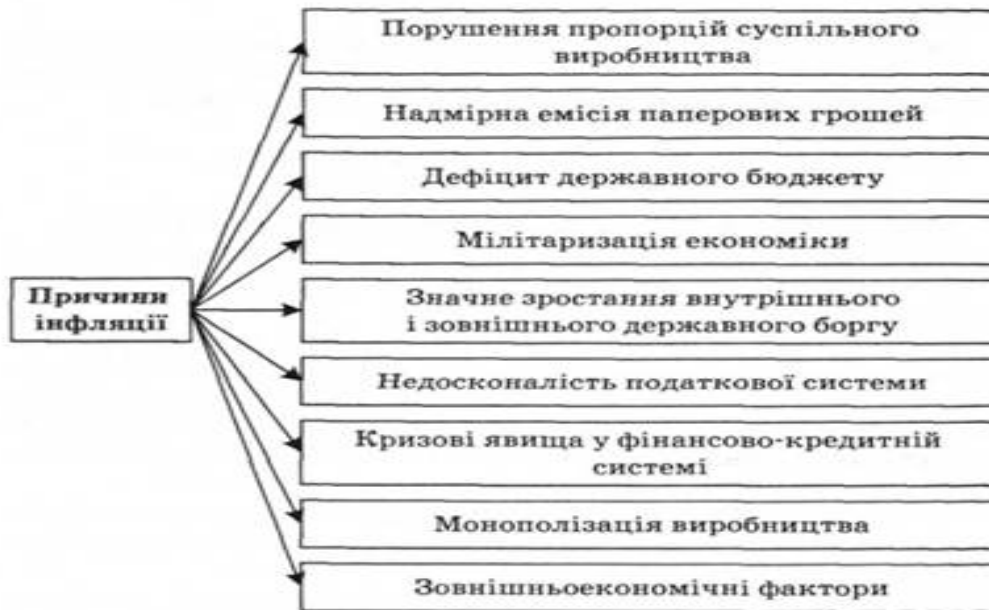 Порушення пропорцій суспільного
виробництва
Надмірна емісія паперових грошей
Дефіцит державного бюджету
Мілітаризація економіки
Причини
інфляції
Значне зростання внутрішнього
і зовнішнього державного боргу
Недосконалість податкової системи
Кризові явища у фінансово-кредитній
системі
Монополізація виробництва
Зовнішньоекономічні фактори